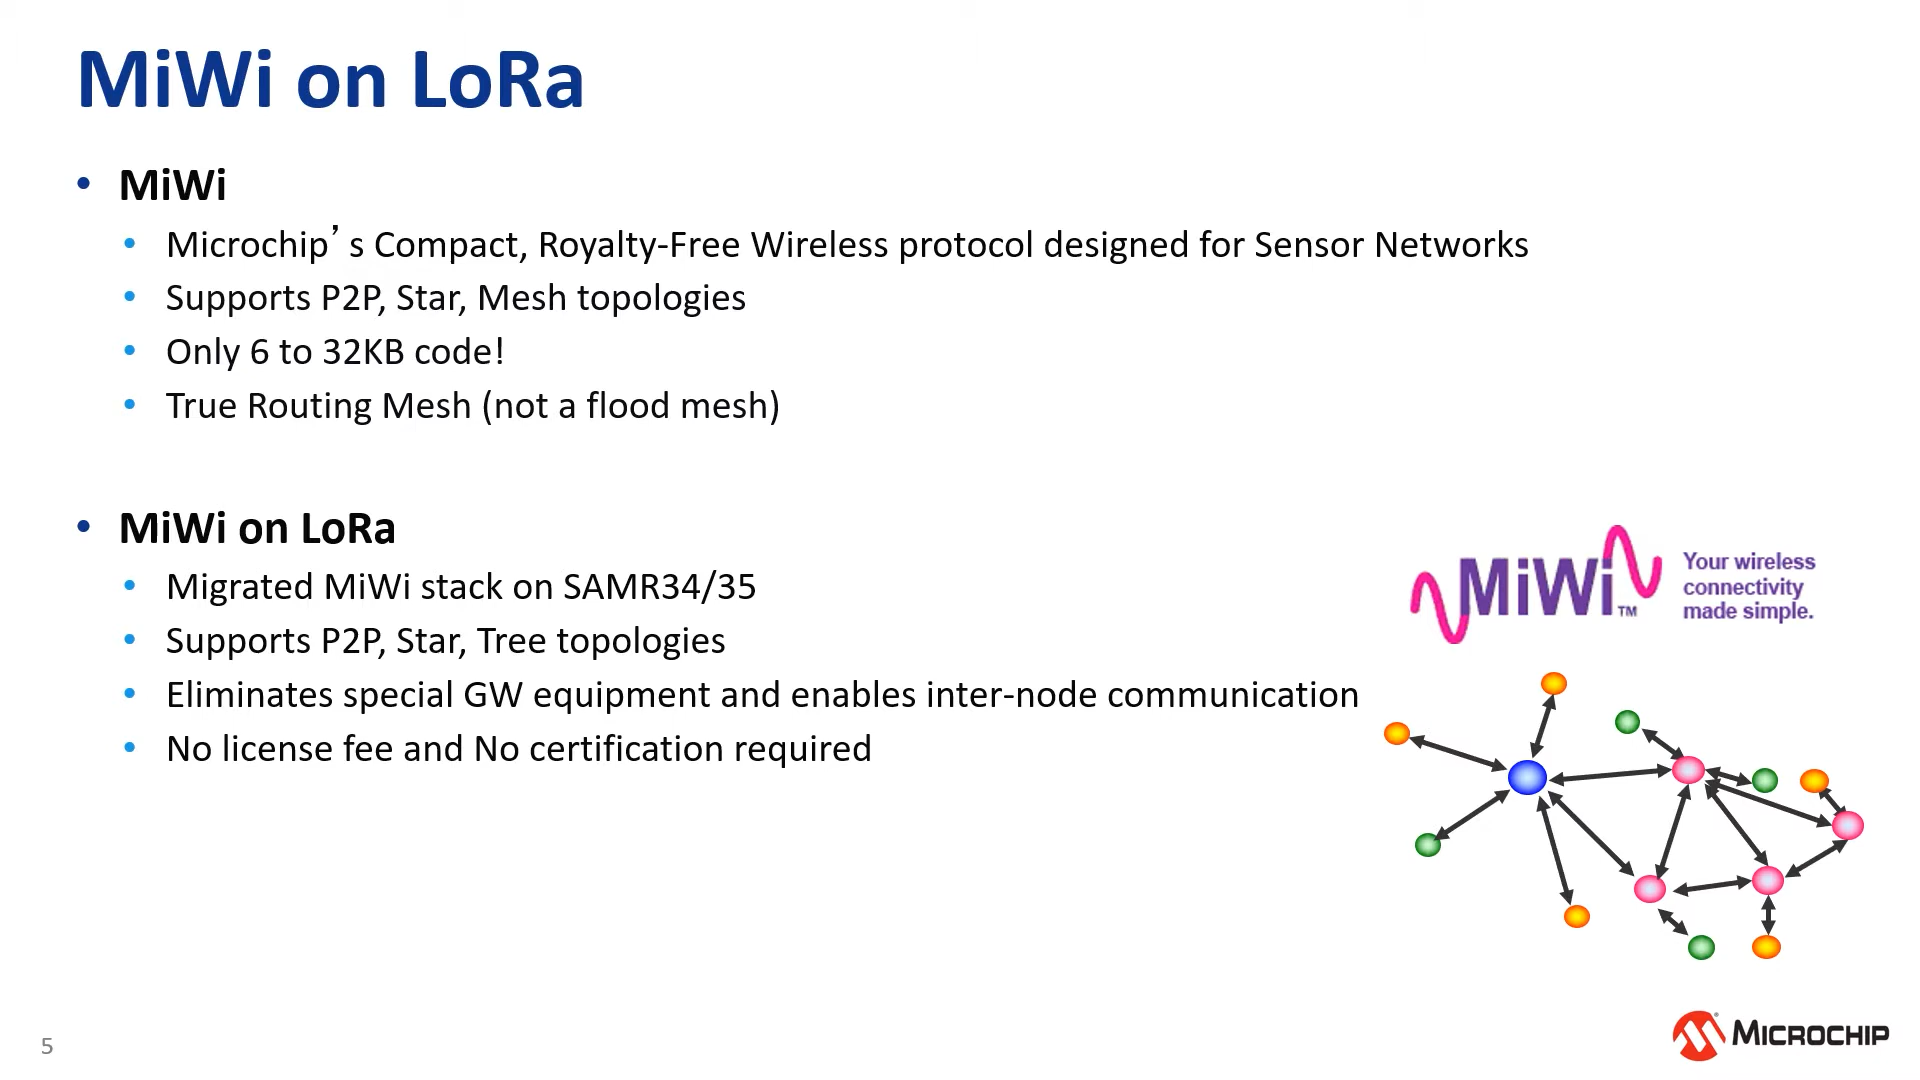 MiWi on LoRa
• MiWi
• Microchip’s Compact, Royalty-Free Wireless protocol designed for Sensor Networks
• Supports P2P, Star, Mesh topologies
• Only 6 to 32KB code!
• True Routing Mesh (not a flood mesh)
• MiWi on LoRa
• Migrated MiWi stack on SAMR34/35
• Supports P2P, Star, Tree topologies
• Eliminates special GW equipment and enables inter-node communication
• No license fee and No certification required
MiWi™
Your wireless
connectivity
made simple.
5
MICROCHIP